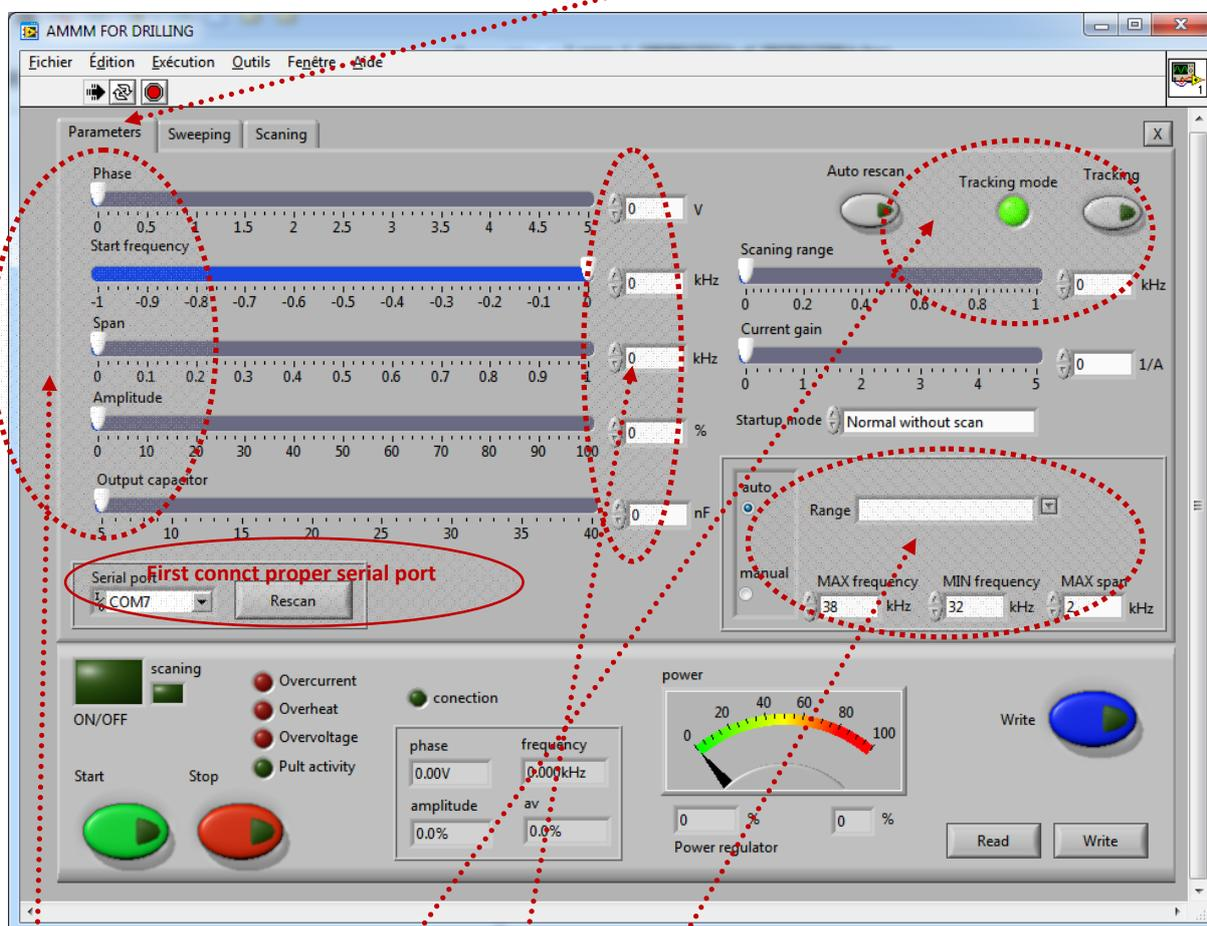 AMMM FOR DRILLING
Fichier Édition Exécution Outils Fenêtre Aide
1
Parameters Sweeping Scaning
X
Phase
0 0.5 1 1.5 2 2.5 3 3.5 4 4.5 5
0 V
Start frequency
-1 -0.9 -0.8 -0.7 -0.6 -0.5 -0.4 -0.3 -0.2 -0.1 0
0 kHz
Span
0 0.1 0.2 0.3 0.4 0.5 0.6 0.7 0.8 0.9 1
0 kHz
Amplitude
0 10 20 30 40 50 60 70 80 90 100
0 %
Output capacitor
5 10 15 20 25 30 35 40
0 nF
Auto rescan Tracking mode Tracking
Scaning range
0 0.2 0.4 0.6 0.8 1
0 kHz
Current gain
0 1 2 3 4 5
0 1/A
Startup mode Normal without scan
auto
manual
Range
MAX frequency MIN frequency MAX span
38 kHz 32 kHz 2 kHz
First connct proper serial port
Serial port
COM7 Rescan
ON/OFF
scaning
Overcurrent
Overheat
Overvoltage
Pult activity
conection
Start Stop
phase frequency
0.00V 0.000kHz
amplitude av
0.0% 0.0%
power
0 20 40 60 80 100
0 % 0 %
Power regulator
Write
Read Write